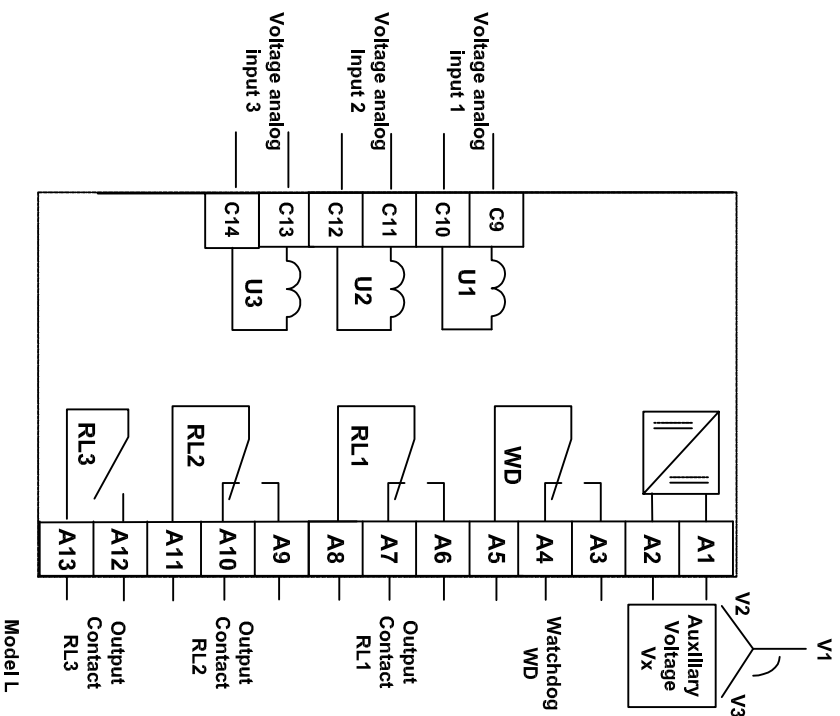 V1
V2
V3
A1
A2
Auxiliary
Voltage
Vx
A3
A4
A5
WD
Watchdog
WD
Voltage analog
input 1
C9
C10
U1
A6
A7
A8
RL1
Output
Contact
RL1
Voltage analog
Input 2
C11
C12
U2
A9
A10
A11
RL2
Output
Contact
RL2
Voltage analog
input 3
C13
C14
U3
A12
A13
RL3
Output
Contact
RL3
Model L